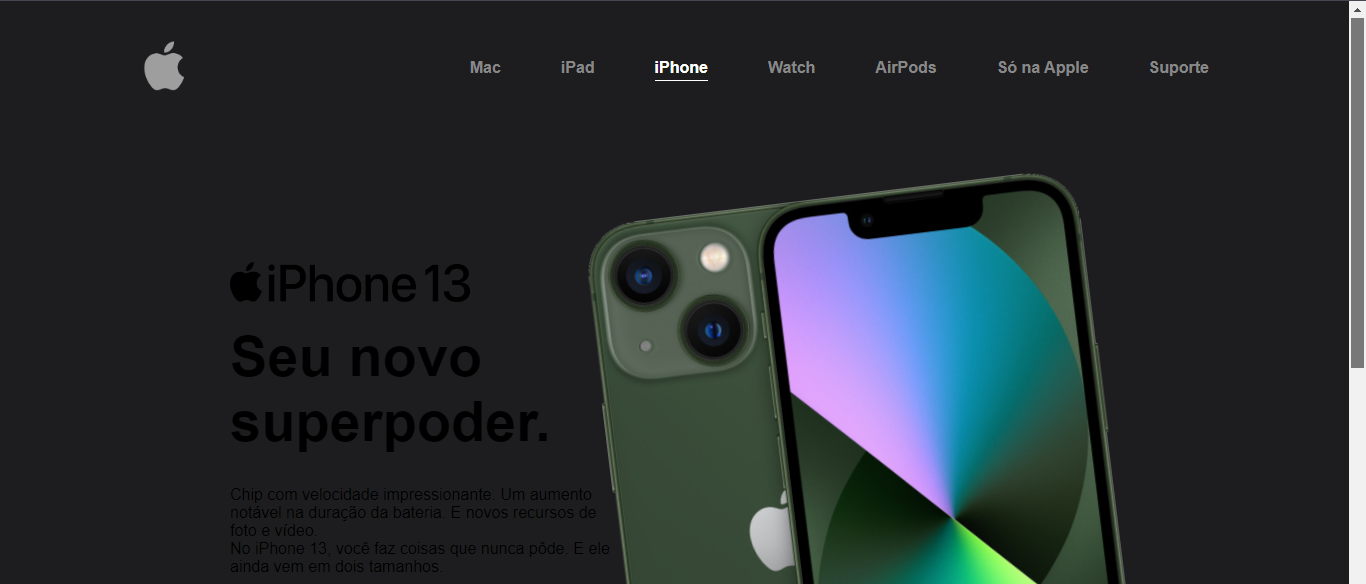 Mac iPad iPhone Watch AirPods Só na Apple Suporte
iPhone 13
Seu novo
superpoder.
Chip com velocidade impressionante. Um aumento
notável na duração da bateria. E novos recursos de
foto e vídeo.
No iPhone 13, você faz coisas que nunca pôde. E ele
ainda vem em dois tamanhos.